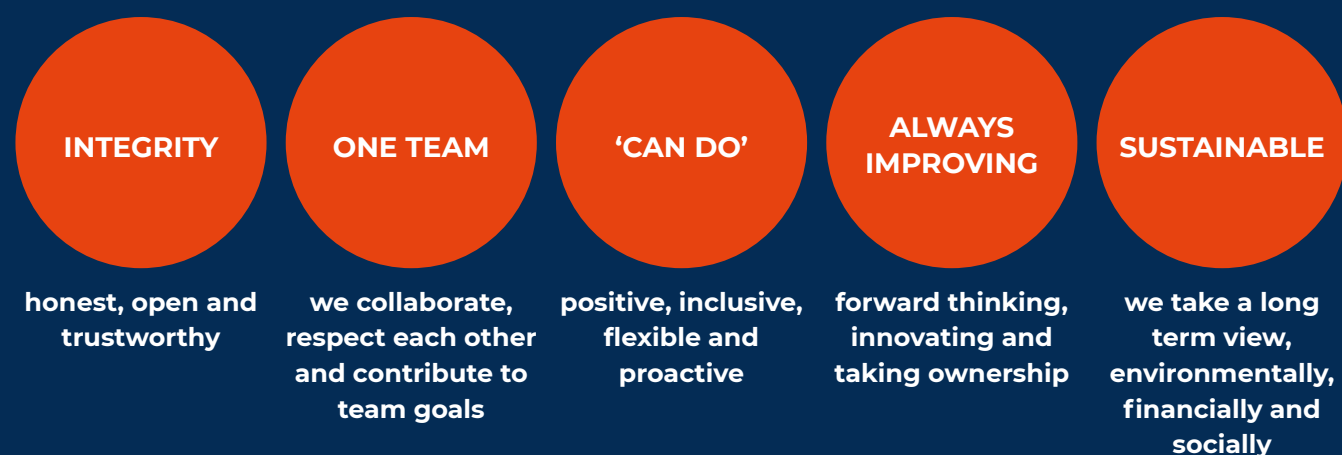 INTEGRITY
honest, open and
trustworthy
ONE TEAM
we collaborate,
respect each other
and contribute to
team goals
‘CAN DO’
positive, inclusive,
flexible and
proactive
ALWAYS
IMPROVING
forward thinking,
innovating and
taking ownership
SUSTAINABLE
we take a long
term view,
environmentally,
financially and
socially